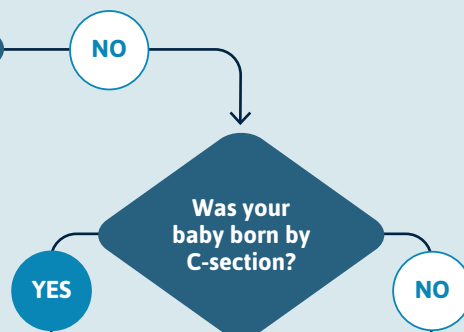 NO
Was your
baby born by
C-section?
YES
NO